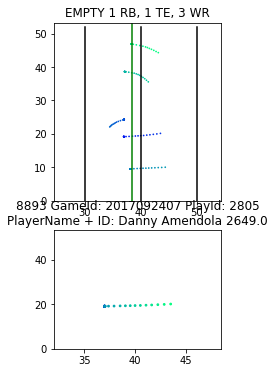 EMPTY 1 RB, 1 TE, 3 WR
50
40
30
20
10
0
30 40 50
8893 GameId: 2017092407 PlayId: 2805
PlayerName + ID: Danny Amendola 2649.0
40
20
0
35 40 45